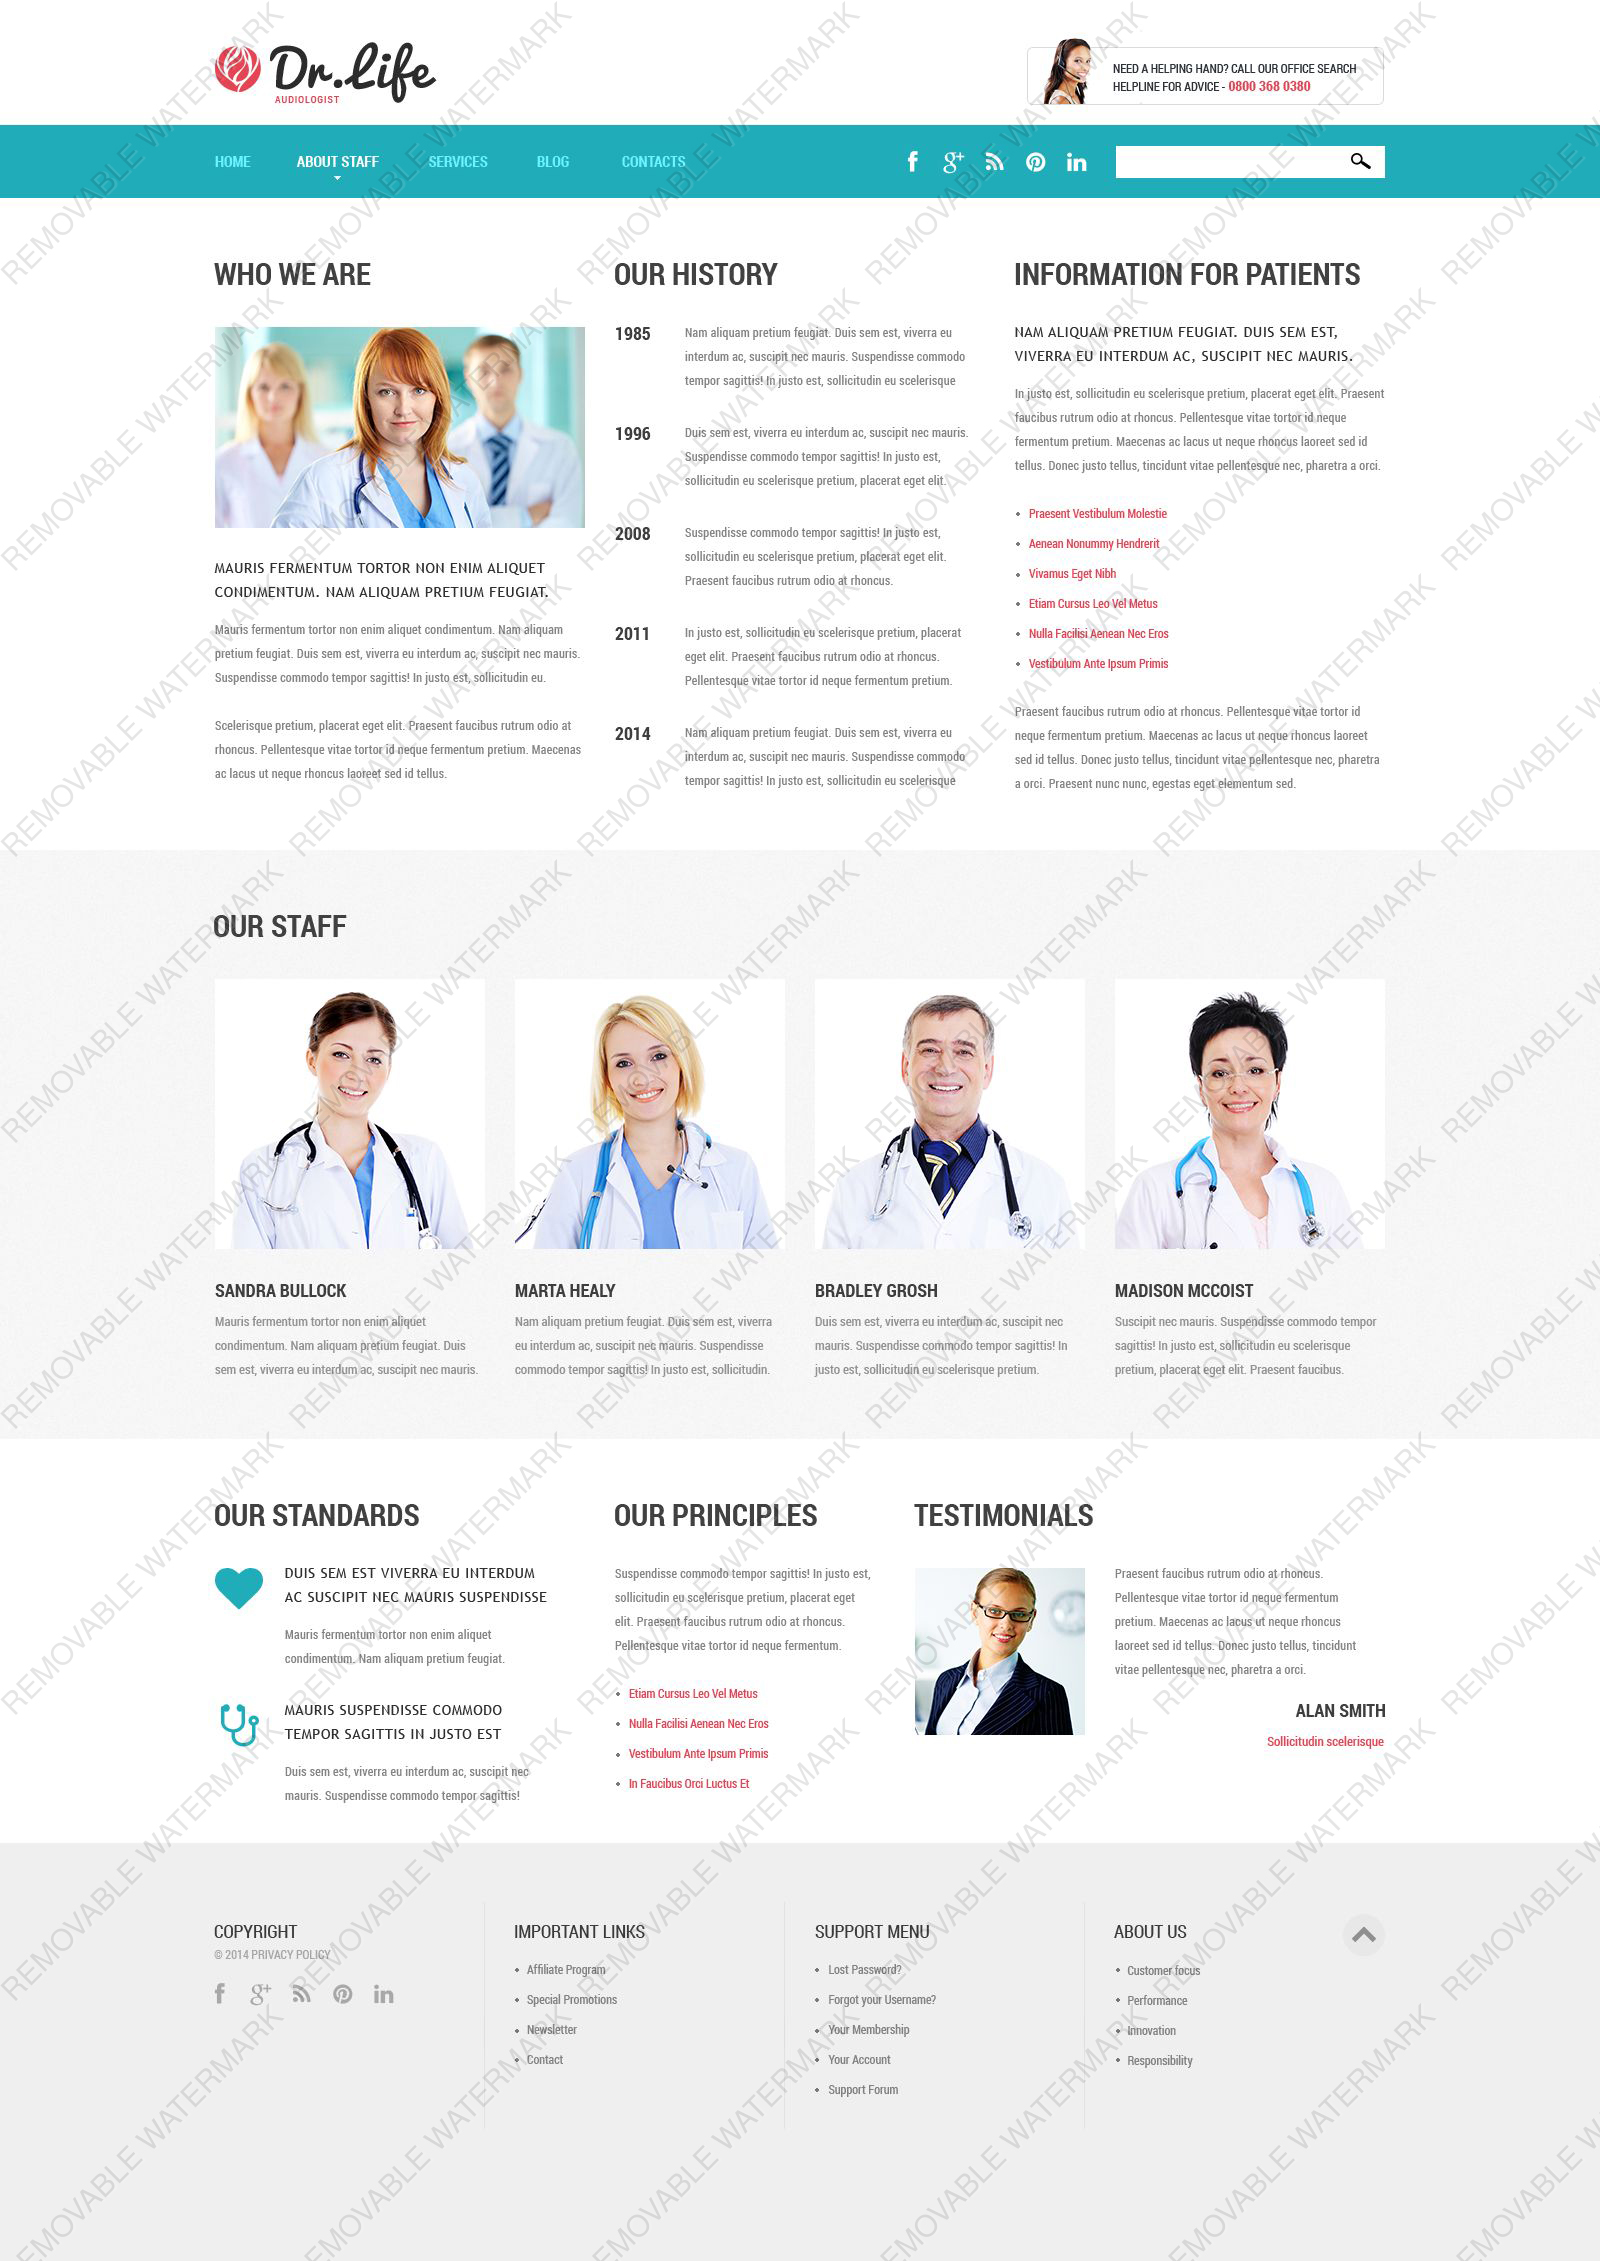 Dr.Life
AUDIOLOGIST
NEED A HELPING HAND? CALL OUR OFFICE SEARCH
HELPLINE FOR ADVICE - 0800 368 0380
HOME ABOUT STAFF SERVICES BLOG CONTACTS
WHO WE ARE
MAURIS FERMENTUM TORTOR NON ENIM ALIQUET
CONDIMENTUM. NAM ALIQUAM PRETIUM FEUGIAT.
Mauris fermentum tortor non enim aliquet condimentum. Nam aliquam
pretium feugiat. Duis sem est, viverra eu interdum ac, suscipit nec mauris.
Suspendisse commodo tempor sagittis! In justo est, sollicitudin eu.
Scelerisque pretium, placerat eget elit. Praesent faucibus rutrum odio at
rhoncus. Pellentesque vitae tortor id neque fermentum pretium. Maecenas
ac lacus ut neque rhoncus laoreet sed id tellus.
OUR HISTORY
1985 Nam aliquam pretium feugiat. Duis sem est, viverra eu
interdum ac, suscipit nec mauris. Suspendisse commodo
tempor sagittis! In justo est, sollicitudin eu scelerisque
1996 Duis sem est, viverra eu interdum ac, suscipit nec mauris.
Suspendisse commodo tempor sagittis! In justo est,
sollicitudin eu scelerisque pretium, placerat eget elit.
2008 Suspendisse commodo tempor sagittis! In justo est,
sollicitudin eu scelerisque pretium, placerat eget elit.
Praesent faucibus rutrum odio at rhoncus.
2011 In justo est, sollicitudin eu scelerisque pretium, placerat
eget elit. Praesent faucibus rutrum odio at rhoncus.
Pellentesque vitae tortor id neque fermentum pretium.
2014 Nam aliquam pretium feugiat. Duis sem est, viverra eu
interdum ac, suscipit nec mauris. Suspendisse commodo
tempor sagittis! In justo est, sollicitudin eu scelerisque
INFORMATION FOR PATIENTS
NAM ALIQUAM PRETIUM FEUGIAT. DUIS SEM EST,
VIVERRA EU INTERDUM AC, SUSCIPIT NEC MAURIS.
In justo est, sollicitudin eu scelerisque pretium, placerat eget elit. Praesent
faucibus rutrum odio at rhoncus. Pellentesque vitae tortor id neque
fermentum pretium. Maecenas ac lacus ut neque rhoncus laoreet sed id
tellus. Donec justo tellus, tincidunt vitae pellentesque nec, pharetra a orci.
Praesent Vestibulum Molestie
Aenean Nonummy Hendrerit
Vivamus Eget Nibh
Etiam Cursus Leo Vel Metus
Nulla Facilisi Aenean Nec Eros
Vestibulum Ante Ipsum Primis
Praesent faucibus rutrum odio at rhoncus. Pellentesque vitae tortor id
neque fermentum pretium. Maecenas ac lacus ut neque rhoncus laoreet
sed id tellus. Donec justo tellus, tincidunt vitae pellentesque nec, pharetra
a orci. Praesent nunc nunc, egestas eget elementum sed.
OUR STAFF
SANDRA BULLOCK
Mauris fermentum tortor non enim aliquet
condimentum. Nam aliquam pretium feugiat. Duis
sem est, viverra eu interdum ac, suscipit nec mauris.
MARTA HEALY
Nam aliquam pretium feugiat. Duis sem est, viverra
eu interdum ac, suscipit nec mauris. Suspendisse
commodo tempor sagittis! In justo est, sollicitudin.
BRADLEY GROSH
Duis sem est, viverra eu interdum ac, suscipit nec
mauris. Suspendisse commodo tempor sagittis! In
justo est, sollicitudin eu scelerisque pretium.
MADISON MCCOIST
Suscipit nec mauris. Suspendisse commodo tempor
sagittis! In justo est, sollicitudin eu scelerisque
pretium, placerat eget elit. Praesent faucibus.
OUR STANDARDS
DUIS SEM EST VIVERRA EU INTERDUM
AC SUSCIPIT NEC MAURIS SUSPENDISSE
Mauris fermentum tortor non enim aliquet
condimentum. Nam aliquam pretium feugiat.
MAURIS SUSPENDISSE COMMODO
TEMPOR SAGITTIS IN JUSTO EST
Duis sem est, viverra eu interdum ac, suscipit nec
mauris. Suspendisse commodo tempor sagittis!
OUR PRINCIPLES
Suspendisse commodo tempor sagittis! In justo est,
sollicitudin eu scelerisque pretium, placerat eget
elit. Praesent faucibus rutrum odio at rhoncus.
Pellentesque vitae tortor id neque fermentum.
Etiam Cursus Leo Vel Metus
Nulla Facilisi Aenean Nec Eros
Vestibulum Ante Ipsum Primis
In Faucibus Orci Luctus Et
TESTIMONIALS
Praesent faucibus rutrum odio at rhoncus.
Pellentesque vitae tortor id neque fermentum
pretium. Maecenas ac lacus ut neque rhoncus
laoreet sed id tellus. Donec justo tellus, tincidunt
vitae pellentesque nec, pharetra a orci.
ALAN SMITH
Sollicitudin scelerisque
COPYRIGHT
© 2014 PRIVACY POLICY
IMPORTANT LINKS
Affiliate Program
Special Promotions
Newsletter
Contact
SUPPORT MENU
Lost Password?
Forgot your Username?
Your Membership
Your Account
Support Forum
ABOUT US
Customer focus
Performance
Innovation
Responsibility
REMOVABLE WATERMARK